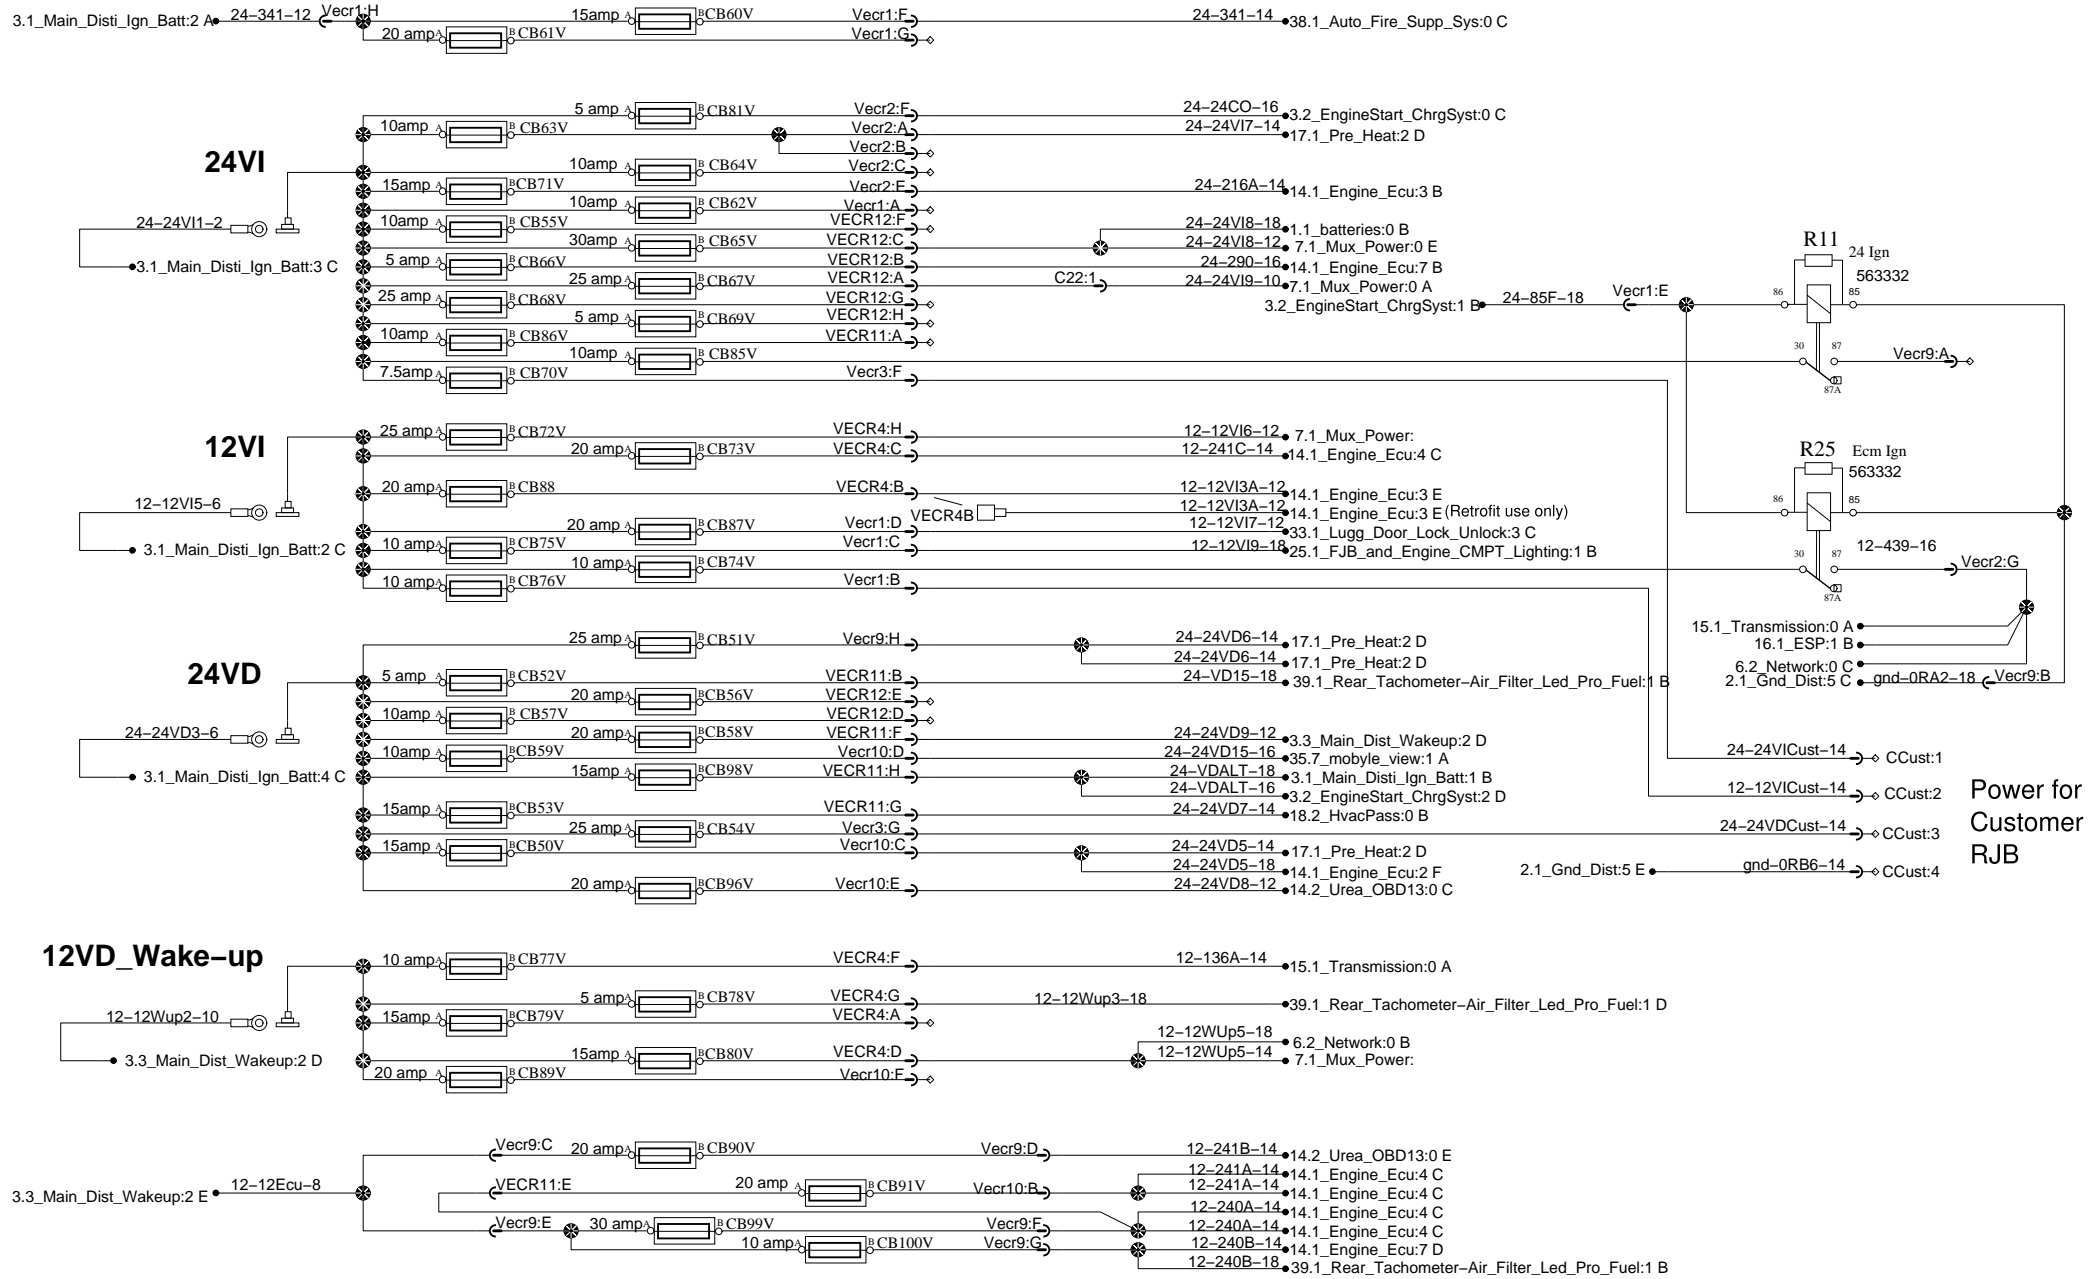 3.1_Main_Disti_Ign_Batt:2 A 24−341−12 Vecr1:H 15amp A B CB60V Vecr1:F 24−341−14 38.1_Auto_Fire_Supp_Sys:0 C
20 amp A B CB61V Vecr1:G
5 amp A B CB81V Vecr2:F 24−24CO−16 3.2_EngineStart_ChrgSyst:0 C
10amp A B CB63V Vecr2:A 24−24VI7−14 17.1_Pre_Heat:2 D
Vecr2:B
24VI
10amp A B CB64V Vecr2:C
15amp A B CB71V Vecr2:E 24−216A−14 14.1_Engine_Ecu:3 B
10amp A B CB62V Vecr1:A
24−24VI1−2 10amp A B CB55V VECR12:F 24−24VI8−18 1.1_batteries:0 B
30amp A B CB65V VECR12:C 24−24VI8−12 7.1_Mux_Power:0 E
R11 24 Ign 563332
3.1_Main_Disti_Ign_Batt:3 C 5 amp A B CB66V VECR12:B 24−290−16 14.1_Engine_Ecu:7 B
25 amp A B CB67V VECR12:A C22:1 24−24VI9−10 7.1_Mux_Power:0 A
25 amp A B CB68V VECR12:G 3.2_EngineStart_ChrgSyst:1 B 24−85F−18 Vecr1:E 86 85
5 amp A B CB69V VECR12:H
10amp A B CB86V VECR11:A
10amp A B CB85V 30 87 Vecr9:A
7.5amp A B CB70V Vecr3:F 87A
12VI
25 amp A B CB72V VECR4:H 12−12VI6−12 7.1_Mux_Power:
20 amp A B CB73V VECR4:C 12−241C−14 14.1_Engine_Ecu:4 C
R25 Ecm Ign 563332
20 amp A B CB88 VECR4:B 12−12VI3A−12 14.1_Engine_Ecu:3 E
12−12VI5−6 VECR4B 12−12VI3A−12 14.1_Engine_Ecu:3 E (Retrofit use only) 86 85
20 amp A B CB87V Vecr1:D 12−12VI7−12 33.1_Lugg_Door_Lock_Unlock:3 C
3.1_Main_Disti_Ign_Batt:2 C 10 amp A B CB75V Vecr1:C 12−12VI9−18 25.1_FJB_and_Engine_CMPT_Lighting:1 B
10 amp A B CB74V 30 87 12−439−16 Vecr2:G
10 amp A B CB76V Vecr1:B 87A
15.1_Transmission:0 A
16.1_ESP:1 B
6.2_Network:0 C
2.1_Gnd_Dist:5 C gnd−0RA2−18 Vecr9:B
25 amp A B CB51V Vecr9:H 24−24VD6−14 17.1_Pre_Heat:2 D
24−24VD6−14 17.1_Pre_Heat:2 D
24VD
5 amp A B CB52V VECR11:B 24−VD15−18 39.1_Rear_Tachometer−Air_Filter_Led_Pro_Fuel:1 B
20 amp A B CB56V VECR12:E
10amp A B CB57V VECR12:D
24−24VD3−6 20 amp A B CB58V VECR11:F 24−24VD9−12 3.3_Main_Dist_Wakeup:2 D
10amp A B CB59V Vecr10:D 24−24VD15−16 35.7_mobyle_view:1 A 24−24VICust−14 CCust:1
3.1_Main_Disti_Ign_Batt:4 C 15amp A B CB98V VECR11:H 24−VDALT−18 3.1_Main_Disti_Ign_Batt:1 B
24−VDALT−16 3.2_EngineStart_ChrgSyst:2 D 12−12VICust−14 CCust:2
15amp A B CB53V VECR11:G 24−24VD7−14 18.2_HvacPass:0 B
25 amp A B CB54V Vecr3:G 24−24VDCust−14 CCust:3
15amp A B CB50V Vecr10:C 24−24VD5−14 17.1_Pre_Heat:2 D
24−24VD5−18 14.1_Engine_Ecu:2 F 2.1_Gnd_Dist:5 E gnd−0RB6−14 CCust:4
20 amp A B CB96V Vecr10:E 24−24VD8−12 14.2_Urea_OBD13:0 C
Power for
Customer
RJB
12VD_Wake−up
10 amp A B CB77V VECR4:F 12−136A−14 15.1_Transmission:0 A
5 amp A B CB78V VECR4:G 12−12Wup3−18 39.1_Rear_Tachometer−Air_Filter_Led_Pro_Fuel:1 D
12−12Wup2−10 15amp A B CB79V VECR4:A
12−12WUp5−18 6.2_Network:0 B
3.3_Main_Dist_Wakeup:2 D 15amp A B CB80V VECR4:D 12−12WUp5−14 7.1_Mux_Power:
20 amp A B CB89V Vecr10:F
Vecr9:C 20 amp A B CB90V Vecr9:D 12−241B−14 14.2_Urea_OBD13:0 E
12−241A−14 14.1_Engine_Ecu:4 C
3.3_Main_Dist_Wakeup:2 E 12−12Ecu−8 VECR11:E 20 amp A B CB91V Vecr10:B 12−241A−14 14.1_Engine_Ecu:4 C
12−240A−14 14.1_Engine_Ecu:4 C
Vecr9:E 30 amp A B CB99V Vecr9:F 12−240A−14 14.1_Engine_Ecu:4 C
10 amp A B CB100V Vecr9:G 12−240B−14 14.1_Engine_Ecu:7 D
12−240B−18 39.1_Rear_Tachometer−Air_Filter_Led_Pro_Fuel:1 B